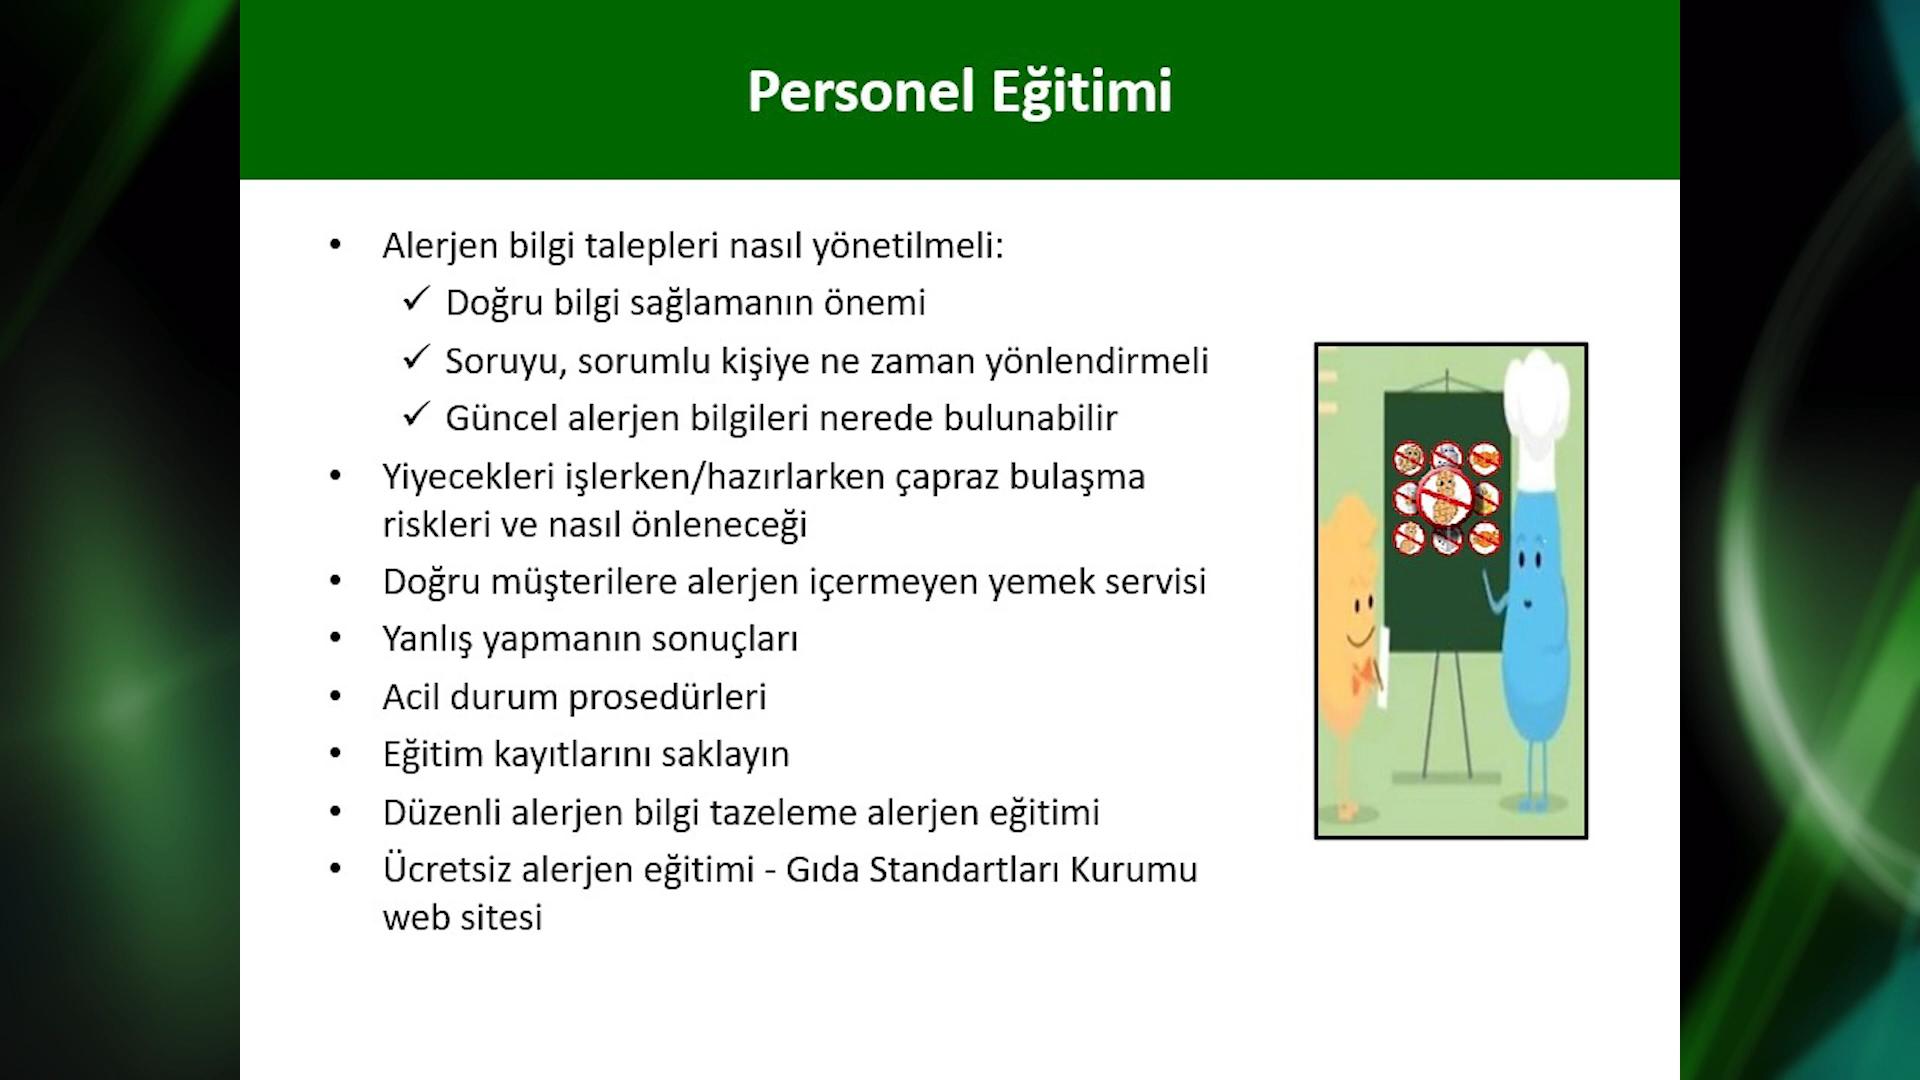 Personel Eğitimi
• Alerjen bilgi talepleri nasıl yönetilmeli:
✓ Doğru bilgi sağlamanın önemi
✓ Soruyu, sorumlu kişiye ne zaman yönlendirmeli
✓ Güncel alerjen bilgileri nerede bulunabilir
• Yiyecekleri işlerken/hazırlarken çapraz bulaşma
riskleri ve nasıl önleneceği
• Doğru müşterilere alerjen içermeyen yemek servisi
• Yanlış yapmanın sonuçları
• Acil durum prosedürleri
• Eğitim kayıtlarını saklayın
• Düzenli alerjen bilgi tazeleme alerjen eğitimi
• Ücretsiz alerjen eğitimi - Gıda Standartları Kurumu
web sitesi